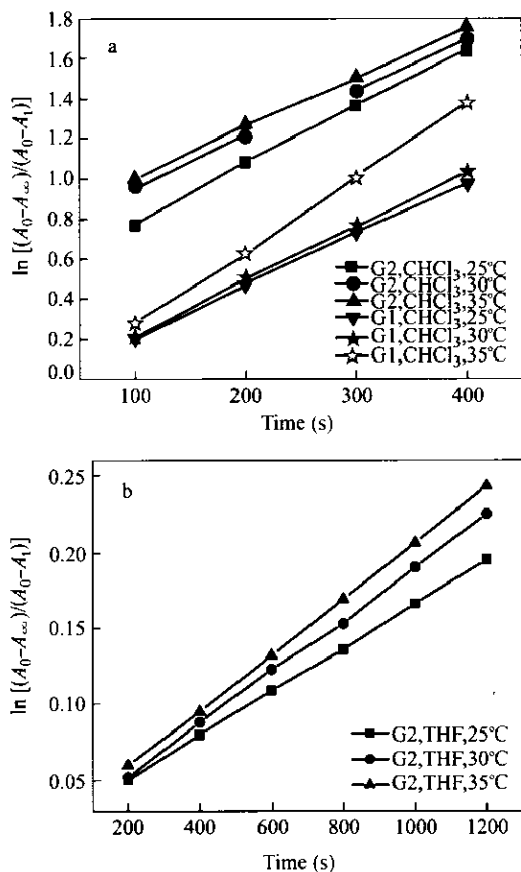 a
1.8
1.6
1.4
1.2
1.0
0.8
0.6
0.4
0.2
0.0
ln [(A₀–A∞)/(A₀–Aₜ)]
G2,CHCl₃,25°C
G2,CHCl₃,30°C
G2,CHCl₃,35°C
G1,CHCl₃,25°C
G1,CHCl₃,30°C
G1,CHCl₃,35°C
100 200 300 400
Time (s)
b
0.25
0.20
0.15
0.10
0.05
ln [(A₀–A∞)/(A₀–Aₜ)]
G2,THF,25°C
G2,THF,30°C
G2,THF,35°C
200 400 600 800 1000 1200
Time (s)